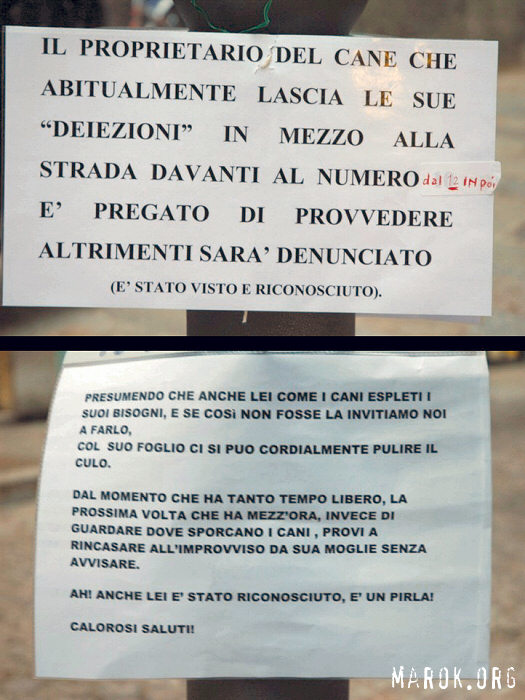 IL PROPRIETARIO DEL CANE CHE
ABITUALMENTE LASCIA LE SUE
“DEIEZIONI” IN MEZZO ALLA
STRADA DAVANTI AL NUMERO dal 12 IN poi
E’ PREGATO DI PROVVEDERE
ALTRIMENTI SARA’ DENUNCIATO
(E’ STATO VISTO E RICONOSCIUTO).
PRESUMENDO CHE ANCHE LEI COME I CANI ESPLETI I
SUOI BISOGNI, E SE COSì NON FOSSE LA INVITIAMO NOI
A FARLO,
COL SUO FOGLIO CI SI PUO CORDIALMENTE PULIRE IL
CULO.
DAL MOMENTO CHE HA TANTO TEMPO LIBERO, LA
PROSSIMA VOLTA CHE HA MEZZ’ORA, INVECE DI
GUARDARE DOVE SPORCANO I CANI , PROVI A
RINCASARE ALL’IMPROVVISO DA SUA MOGLIE SENZA
AVVISARE.
AH! ANCHE LEI E’ STATO RICONOSCIUTO, E’ UN PIRLA!
CALOROSI SALUTI!
MAROK.ORG